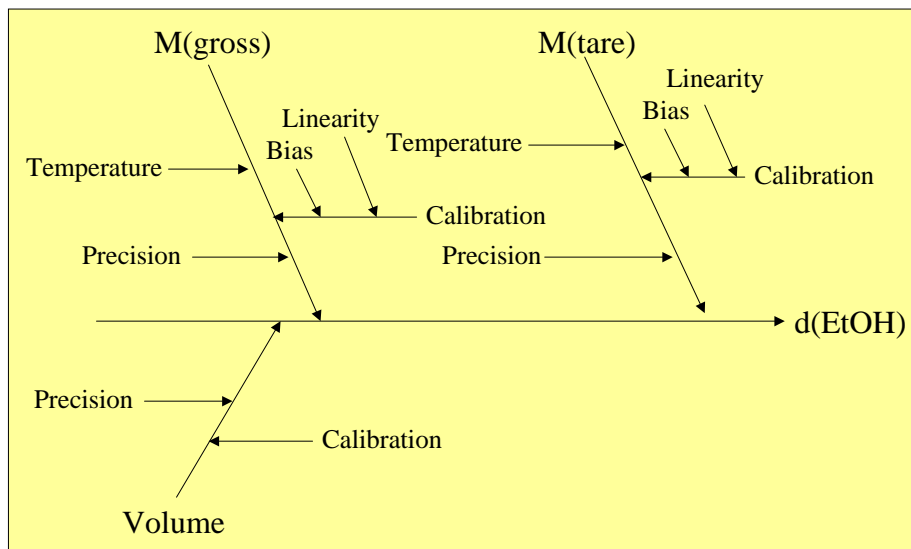 M(gross)
M(tare)
Linearity
Bias
Temperature
Calibration
Precision
Linearity
Bias
Temperature
Calibration
Precision
d(EtOH)
Precision
Calibration
Volume